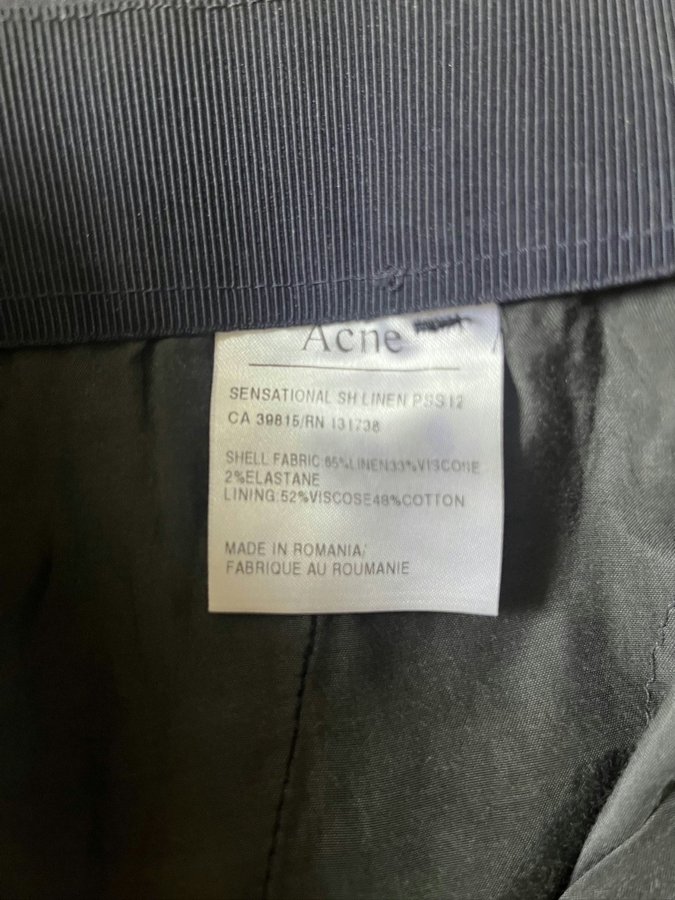 Acne
SENSATIONAL SH LINEN PSS12
CA 39815/RN 131738
SHELL FABRIC:65%LINEN33%VISCOSE
2%ELASTANE
LINING:52%VISCOSE48%COTTON
MADE IN ROMANIA/
FABRIQUE AU ROUMANIE